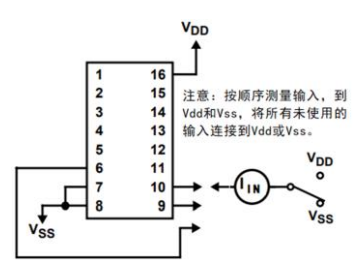 VDD
1 16
2 15
3 14
4 13
5 12
6 11
7 10
8 9
注意：按顺序测量输入，到
Vdd和Vss，将所有未使用的
输入连接到Vdd或Vss。
VDD
IIN
VSS
VSS